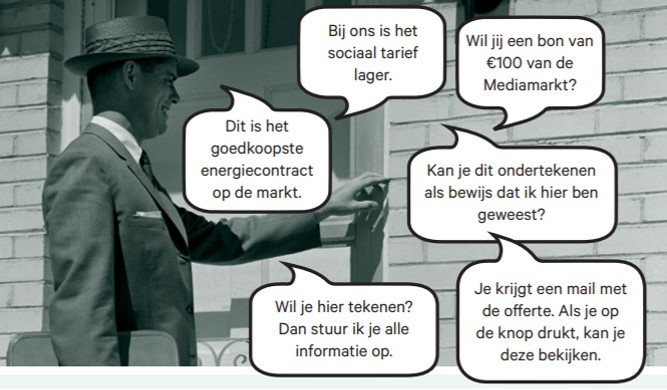 Bij ons is het
sociaal tarief
lager.
Wil jij een bon van
€100 van de
Mediamarkt?
Dit is het
goedkoopste
energiecontract
op de markt.
Kan je dit ondertekenen
als bewijs dat ik hier ben
geweest?
Wil je hier tekenen?
Dan stuur ik je alle
informatie op.
Je krijgt een mail met
de offerte. Als je op
de knop drukt, kan je
deze bekijken.